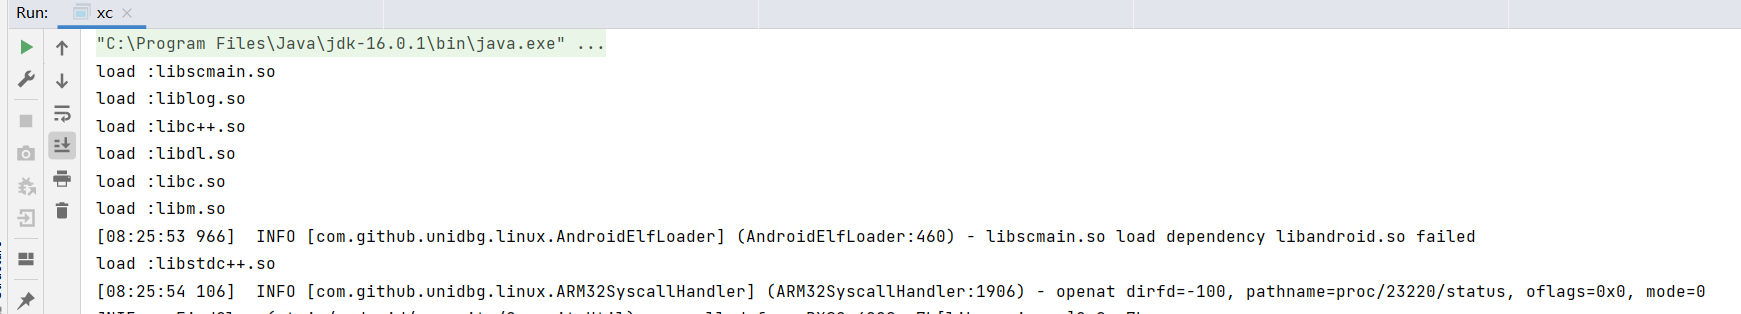 Run: xc
"C:\Program Files\Java\jdk-16.0.1\bin\java.exe" ...
load :libscmain.so
load :liblog.so
load :libc++.so
load :libdl.so
load :libc.so
load :libm.so
[08:25:53 966]  INFO [com.github.unidbg.linux.AndroidElfLoader] (AndroidElfLoader:460) - libscmain.so load dependency libandroid.so failed
load :libstdc++.so
[08:25:54 106]  INFO [com.github.unidbg.linux.ARM32SyscallHandler] (ARM32SyscallHandler:1906) - openat dirfd=-100, pathname=proc/23220/status, oflags=0x0, mode=0